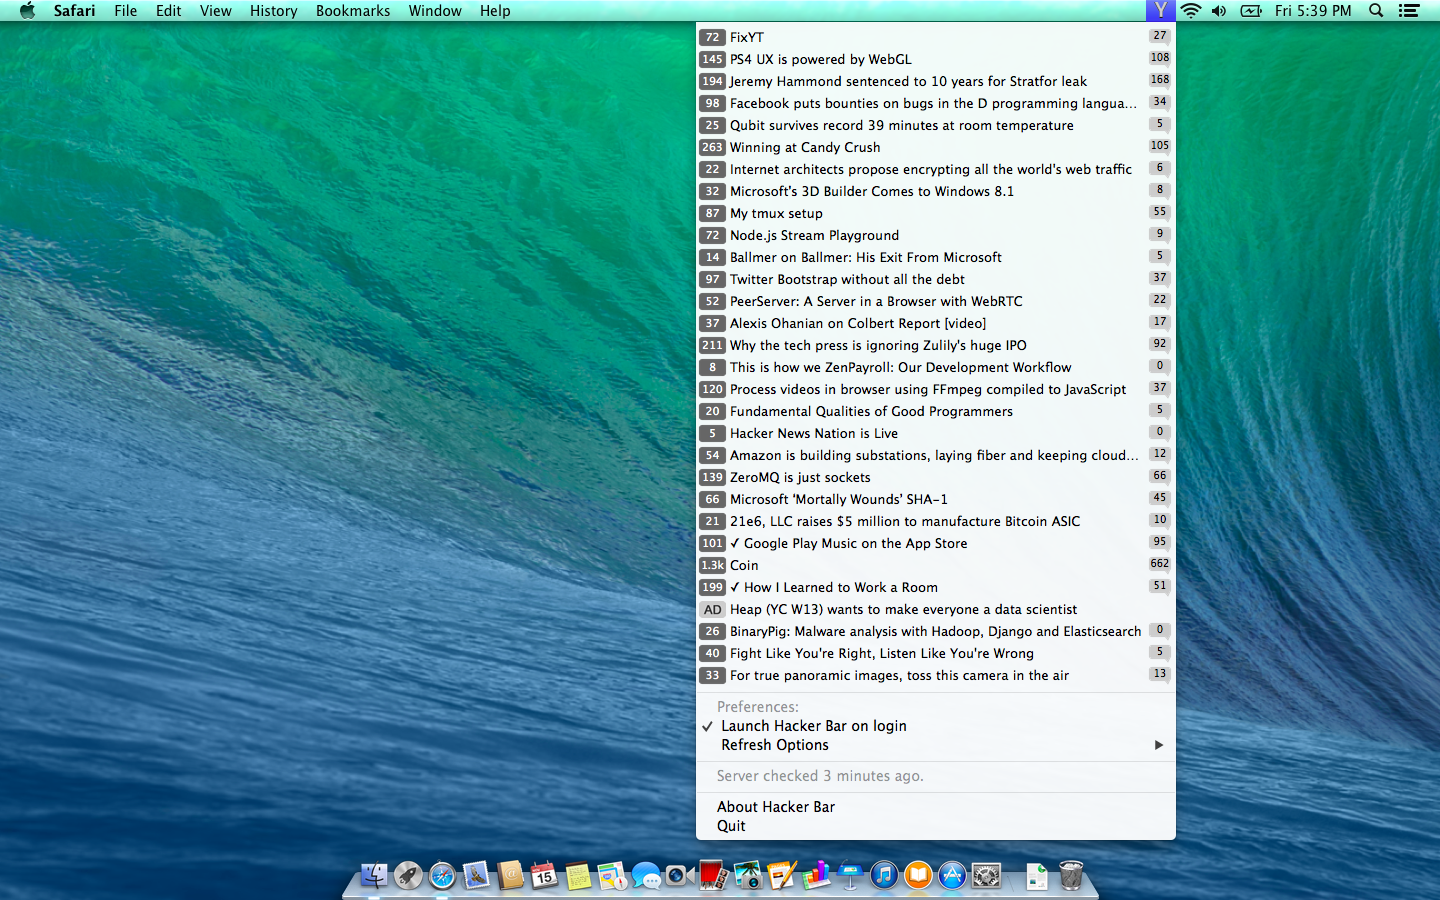 Safari File Edit View History Bookmarks Window Help Y Fri 5:39 PM
72 FixYT 27
145 PS4 UX is powered by WebGL 108
194 Jeremy Hammond sentenced to 10 years for Stratfor leak 168
98 Facebook puts bounties on bugs in the D programming langua... 34
25 Qubit survives record 39 minutes at room temperature 5
263 Winning at Candy Crush 105
22 Internet architects propose encrypting all the world's web traffic 6
32 Microsoft's 3D Builder Comes to Windows 8.1 8
87 My tmux setup 55
72 Node.js Stream Playground 9
14 Ballmer on Ballmer: His Exit From Microsoft 5
97 Twitter Bootstrap without all the debt 37
52 PeerServer: A Server in a Browser with WebRTC 22
37 Alexis Ohanian on Colbert Report [video] 17
211 Why the tech press is ignoring Zulily's huge IPO 92
8 This is how we ZenPayroll: Our Development Workflow 0
120 Process videos in browser using FFmpeg compiled to JavaScript 37
20 Fundamental Qualities of Good Programmers 5
5 Hacker News Nation is Live 0
54 Amazon is building substations, laying fiber and keeping cloud... 12
139 ZeroMQ is just sockets 66
66 Microsoft ‘Mortally Wounds’ SHA-1 45
21 21e6, LLC raises $5 million to manufacture Bitcoin ASIC 10
101 ✓ Google Play Music on the App Store 95
1.3k Coin 662
199 ✓ How I Learned to Work a Room 51
AD Heap (YC W13) wants to make everyone a data scientist
26 BinaryPig: Malware analysis with Hadoop, Django and Elasticsearch 0
40 Fight Like You're Right, Listen Like You're Wrong 5
33 For true panoramic images, toss this camera in the air 13
Preferences:
✓ Launch Hacker Bar on login
Refresh Options
Server checked 3 minutes ago.
About Hacker Bar
Quit
15